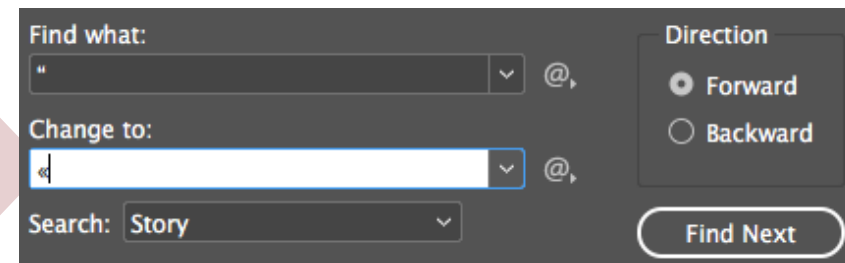 Find what:
“
@
Change to:
«
@
Search: Story
Direction
Forward
Backward
Find Next